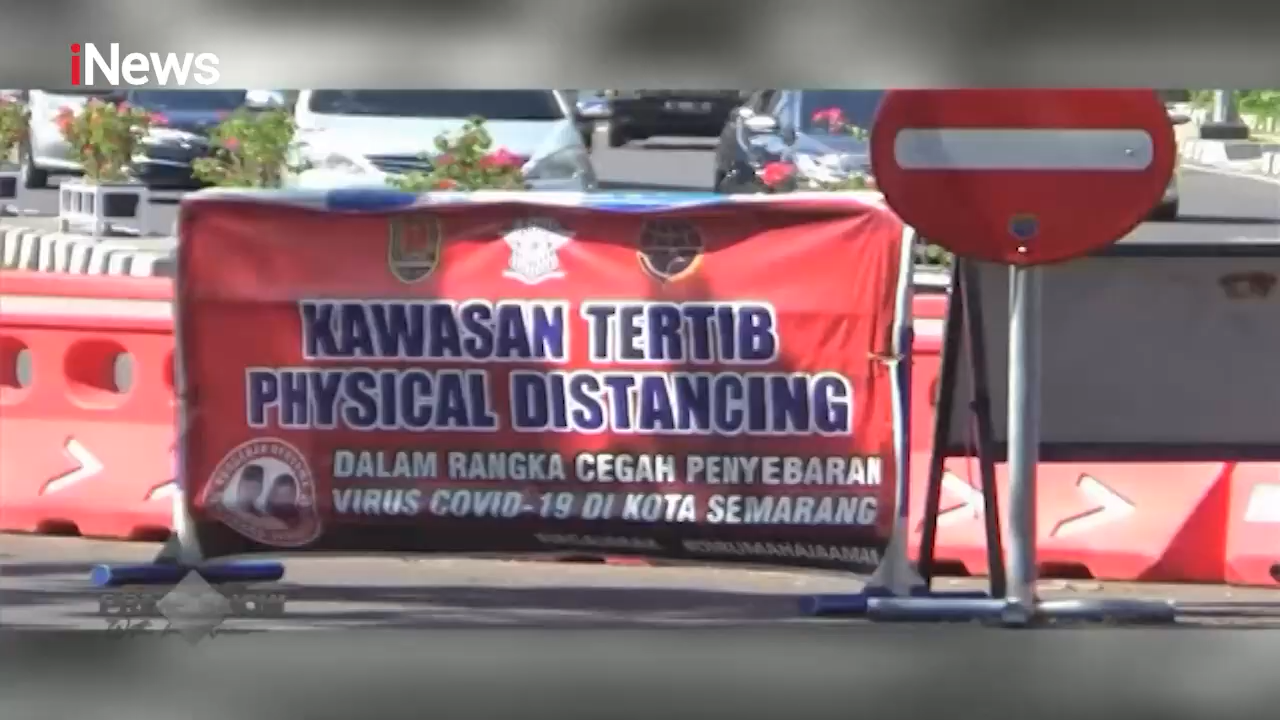 iNews
KAWASAN TERTIB
PHYSICAL DISTANCING
DALAM RANGKA CEGAH PENYEBARAN
VIRUS COVID-19 DI KOTA SEMARANG